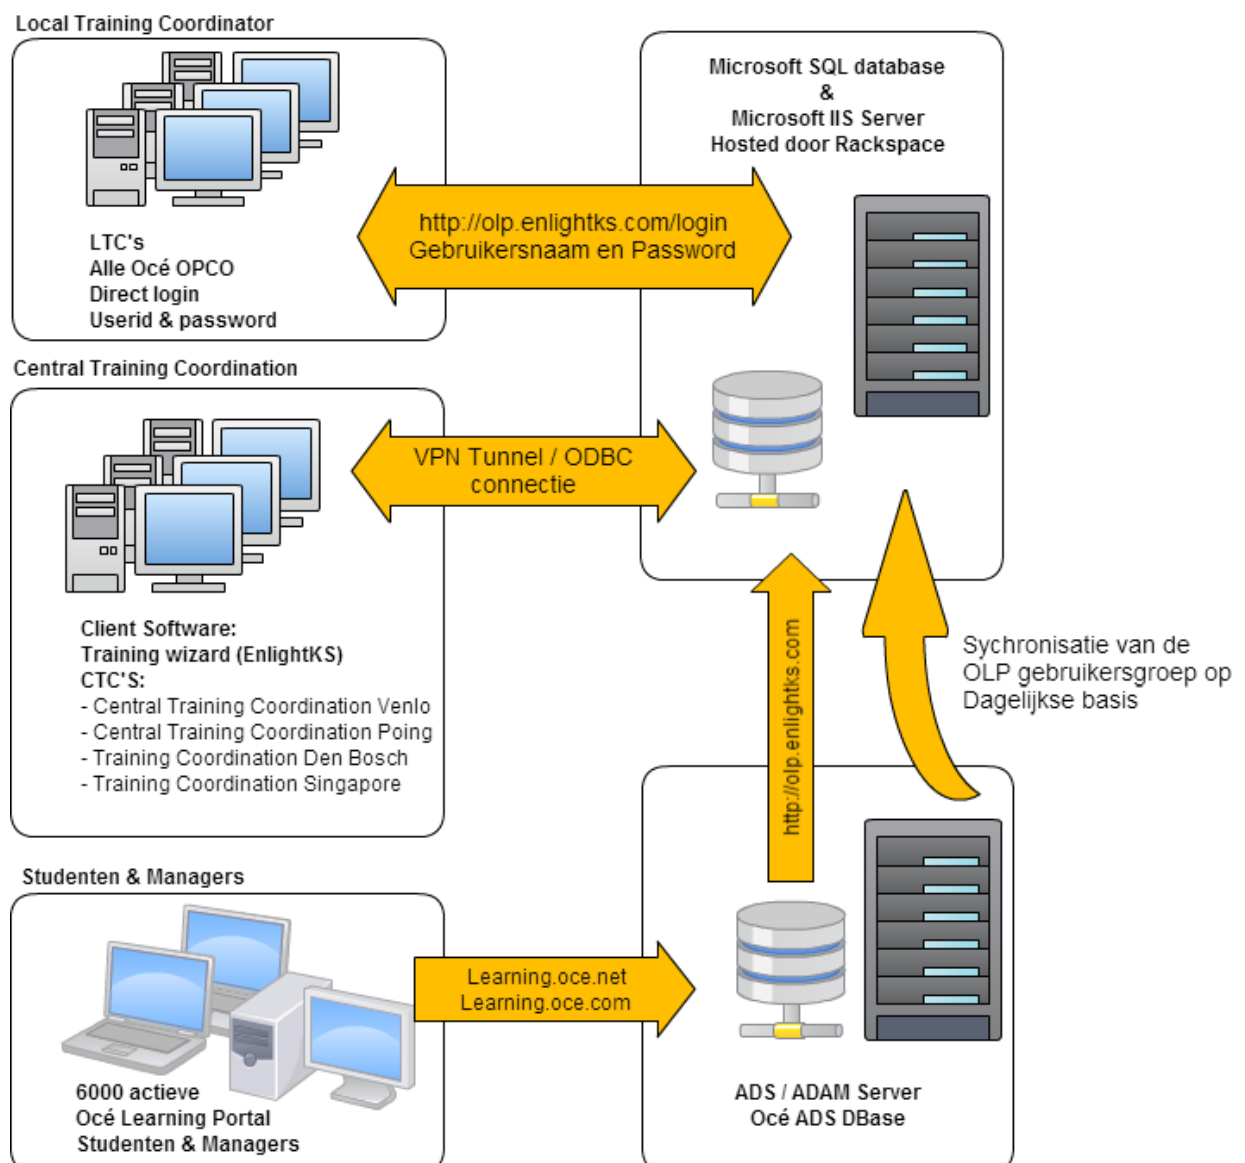 Local Training Coordinator
LTC's
Alle Océ OPCO
Direct login
Userid & password
http://olp.enlightks.com/login
Gebruikersnaam en Password
Microsoft SQL database
&
Microsoft IIS Server
Hosted door Rackspace
Central Training Coordination
Client Software:
Training wizard (EnlightKS)
CTC'S:
- Central Training Coordination Venlo
- Central Training Coordination Poing
- Training Coordination Den Bosch
- Training Coordination Singapore
VPN Tunnel / ODBC
connectie
http://olp.enlightks.com
Sychronisatie van de
OLP gebruikersgroep op
Dagelijkse basis
Studenten & Managers
6000 actieve
Océ Learning Portal
Studenten & Managers
Learning.oce.net
Learning.oce.com
ADS / ADAM Server
Océ ADS DBase